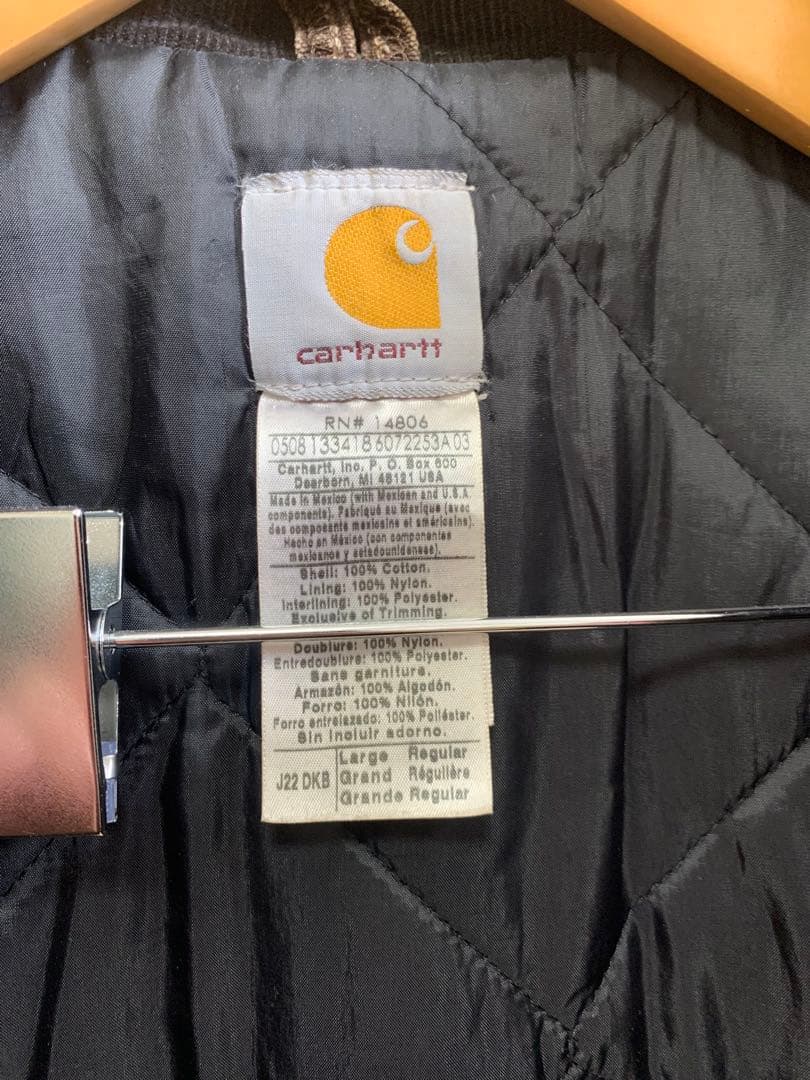 carhartt
RN# 14806
0508133418 6072253A03
Carhartt, Inc. P. O. Box 600
Dearborn, MI 48121 USA
Made in Mexico (with Mexican and U.S.A.
components). Fabriqué au Mexique (avec
des composants mexicains et américains).
Hecho en México (con componentes
mexicanos y estadounidenses).
Shell: 100% Cotton.
Lining: 100% Nylon.
Interlining: 100% Polyester.
Exclusive of Trimming.
Doublure: 100% Nylon.
Entredoublure: 100% Polyester.
Sans garniture.
Armazón: 100% Algodón.
Forro: 100% Nilón.
Forro entrelazado: 100% Poliéster.
Sin incluir adorno.
J22 DKB
Large Regular
Grand Régulière
Grande Regular